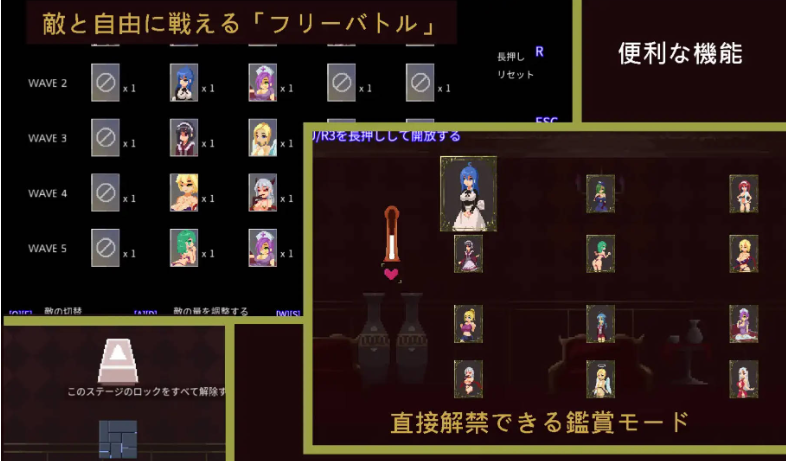 敵と自由に戦える「フリーバトル」
便利な機能
長押し R
リセット
ESC
WAVE 2 x 1 x 1 x 1 x 1 x 1
WAVE 3 x 1 x 1 x 1
WAVE 4 x 1 x 1 x 1
WAVE 5 x 1 x 1 x 1
敵の切替 敵の量を調整する [W][S]
/R3を長押しして開放する
このステージのロックをすべて解除す
直接解禁できる鑑賞モード